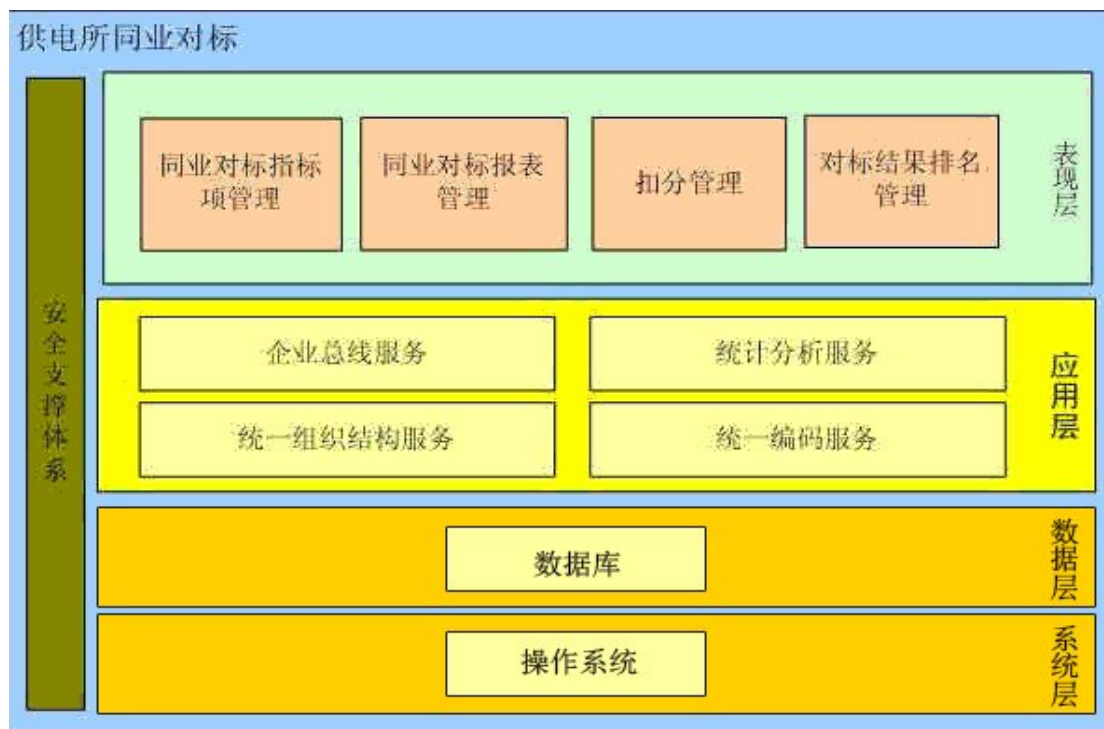 供电所同业对标
安全支撑体系
同业对标指标
项管理
同业对标报表
管理
扣分管理
对标结果排名
管理
表现层
企业总线服务
统计分析服务
统一组织结构服务
统一编码服务
应用层
数据库
数据层
操作系统
系统层